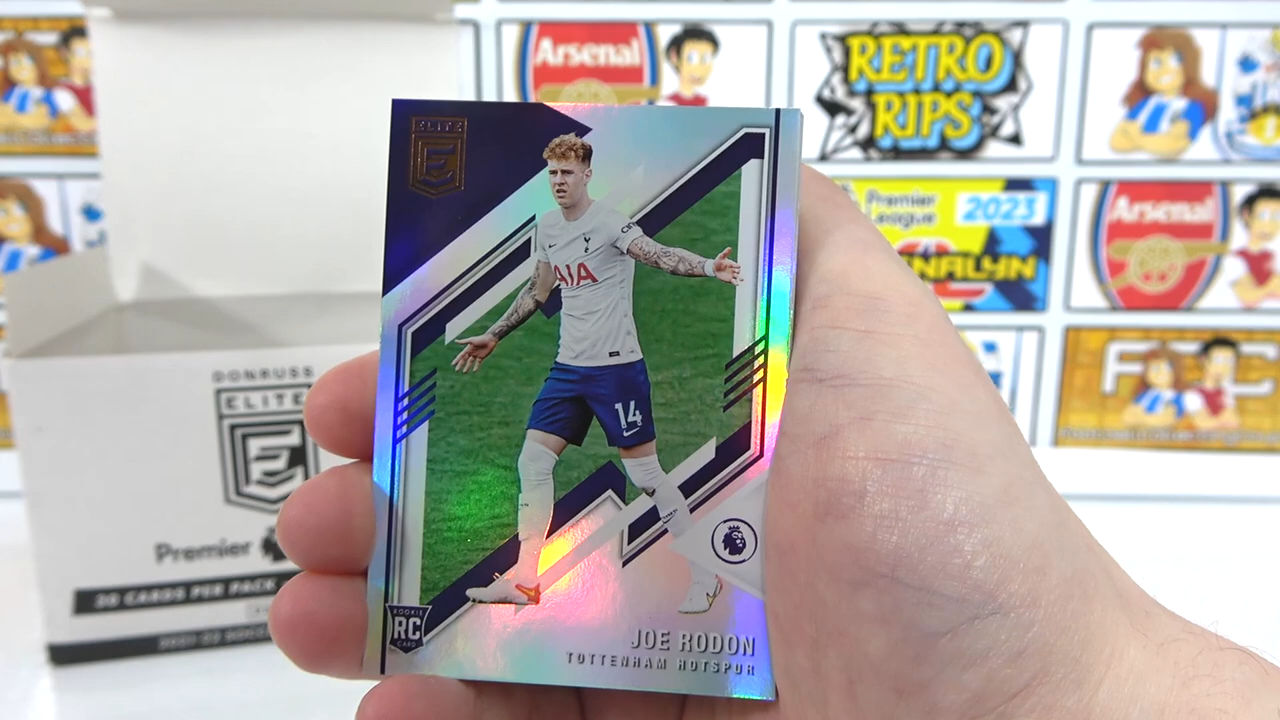 Arsenal
RETRO
RIPS
Premier
League
2023
Arsenal
ELITE
E
AIA
14
ROOKIE
RC
CARD
JOE RODON
TOTTENHAM HOTSPUR
DONRUSS
ELITE
E
Premier
30 CARDS PER PACK